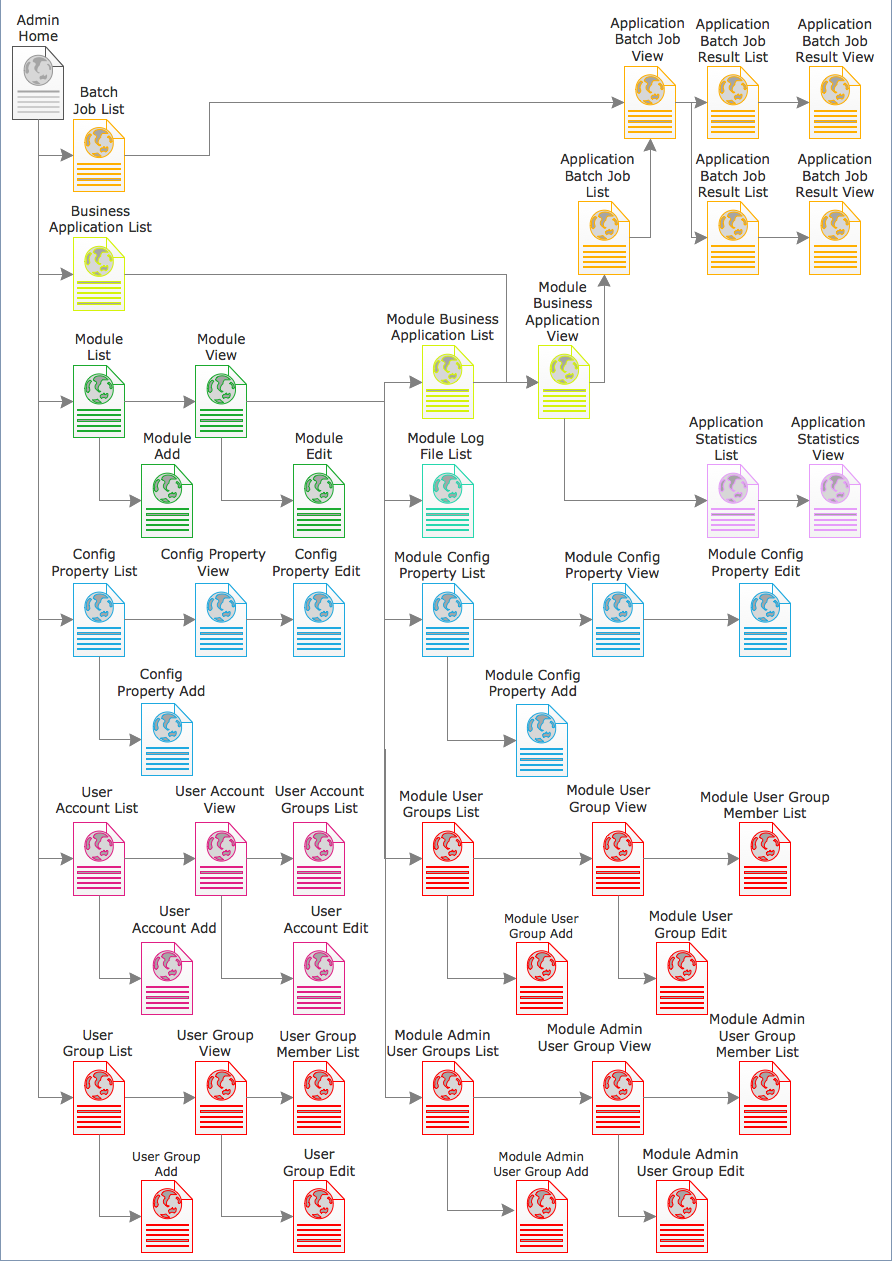 Admin
Home
Application
Batch Job
View
Application
Batch Job
Result List
Application
Batch Job
Result View
Batch
Job List
Application
Batch Job
List
Application
Batch Job
Result List
Application
Batch Job
Result View
Business
Application List
Module
Business
Application
View
Module Business
Application List
Module
List
Module
View
Module
Add
Module
Edit
Module Log
File List
Application
Statistics
List
Application
Statistics
View
Config
Property List
Config Property
View
Config
Property Edit
Module Config
Property List
Module Config
Property View
Module Config
Property Edit
Config
Property Add
Module Config
Property Add
User
Account List
User Account
View
User Account
Groups List
Module User
Groups List
Module User
Group View
Module User Group
Member List
User
Account Add
User
Account Edit
Module User
Group Add
Module User
Group Edit
User
Group List
User Group
View
User Group
Member List
Module Admin
User Groups List
Module Admin
User Group View
Module Admin
User Group
Member List
User Group
Add
User
Group Edit
Module Admin
User Group Add
Module Admin
User Group Edit